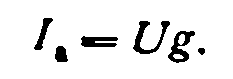 Iₐ = Ug.